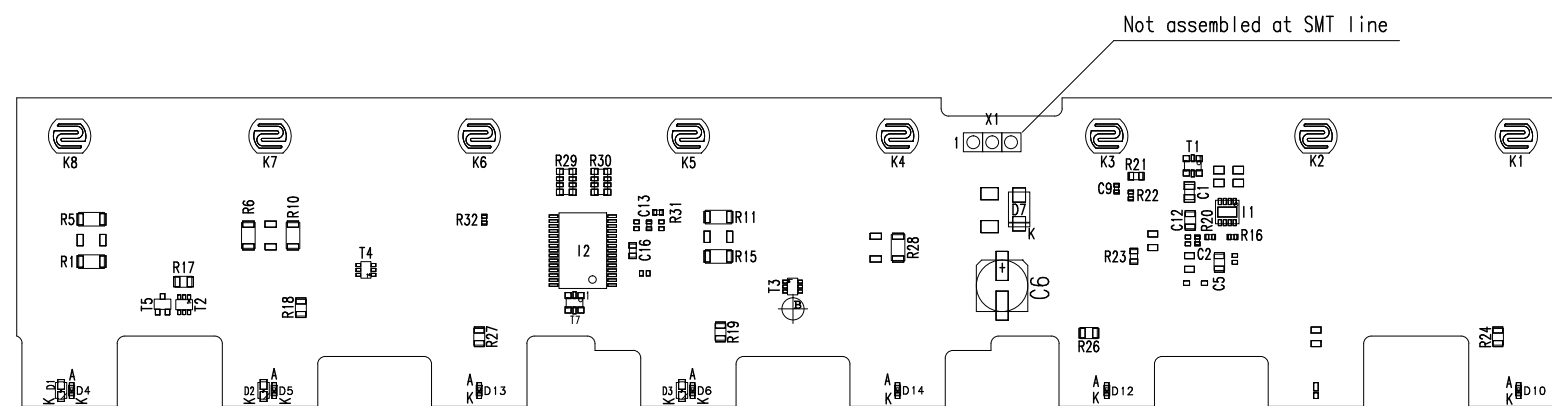 Not assembled at SMT line
X1
1
K8
K7
K6
K5
K4
K3
K2
K1
T1
R29
R30
R21
C9
R22
C1
R5
R6
R10
R32
C13
R31
R11
D7
K
C12
R20
I1
R16
I2
T4
R1
C16
R15
R28
R23
C2
C5
R17
T5
T2
R18
T7
T3
B
+
C6
R27
R19
R26
R24
K
D1
A
K
D4
D2
K
A
K
D5
A
K
D13
D3
K
A
K
D6
A
K
D14
A
K
D12
A
K
D10